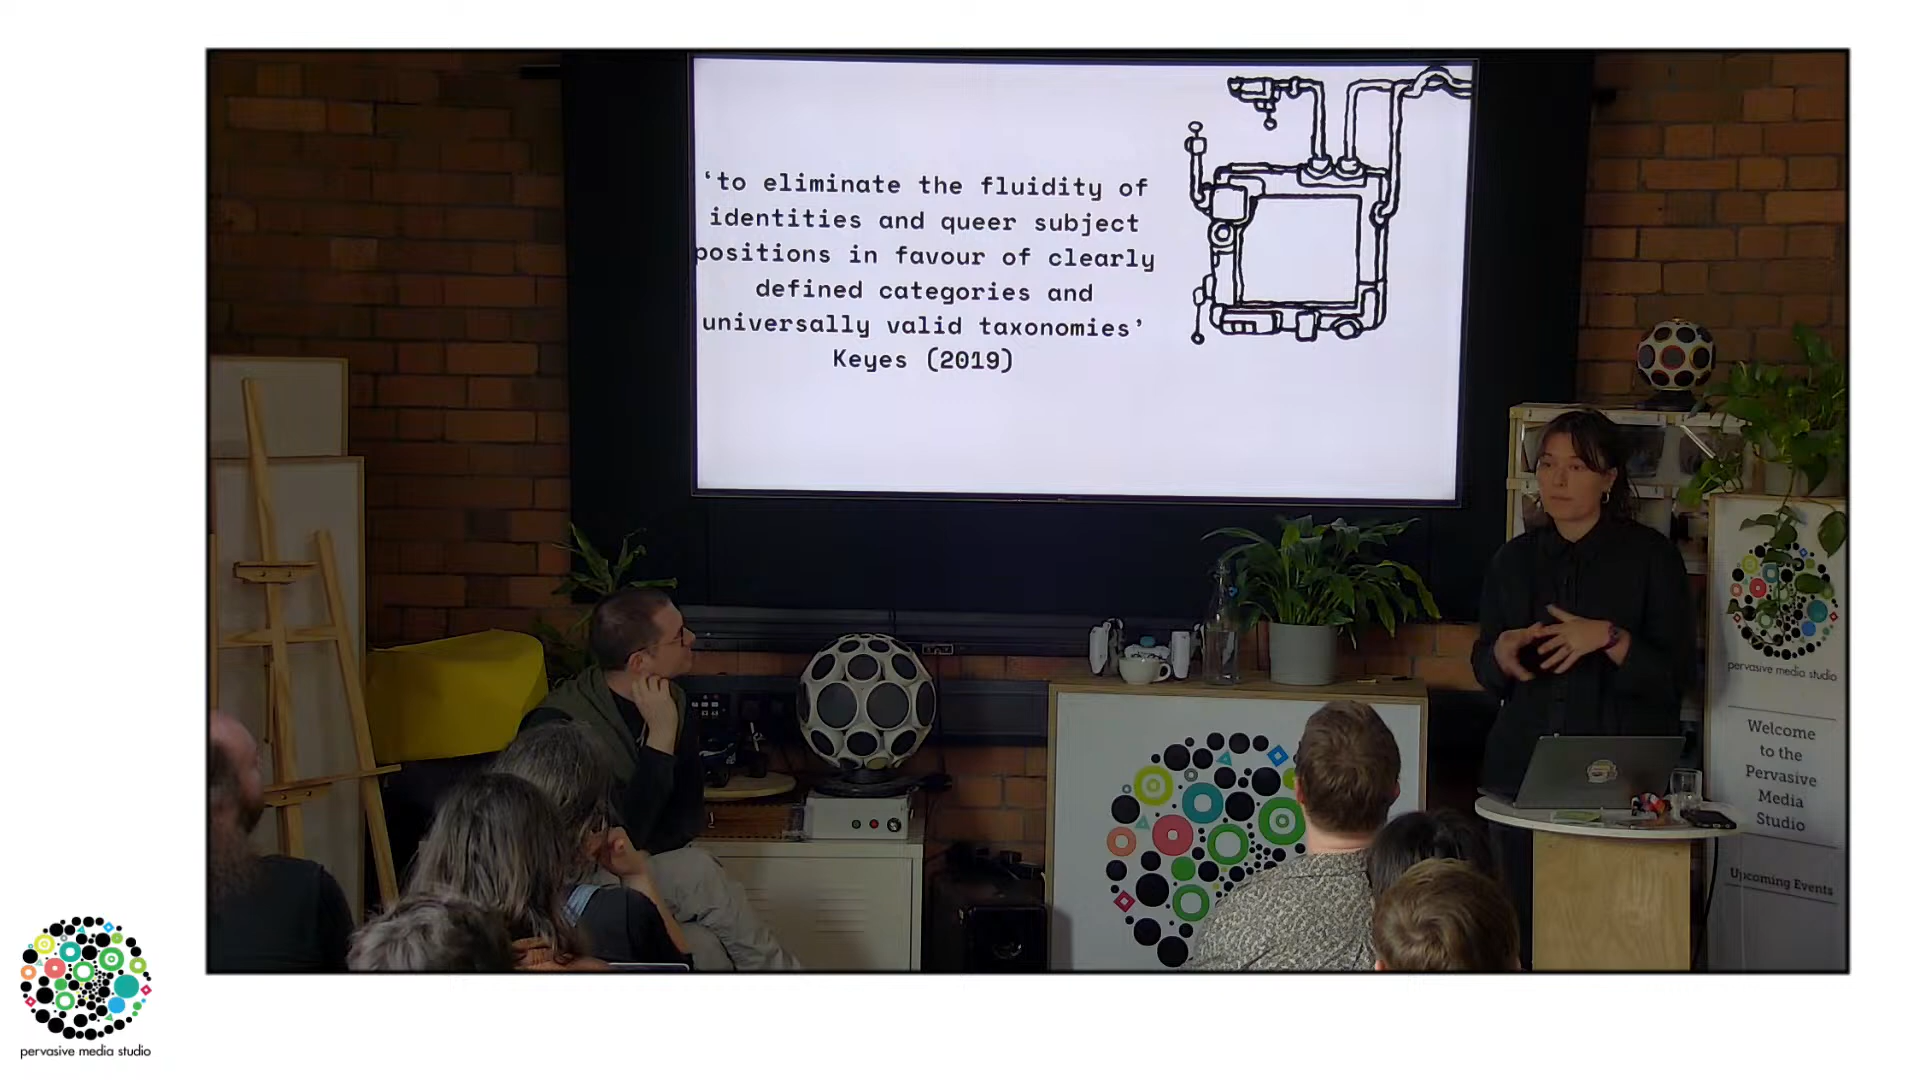 ‘to eliminate the fluidity of
identities and queer subject
positions in favour of clearly
defined categories and
universally valid taxonomies’
Keyes (2019)
pervasive media studio
Welcome
to the
Pervasive
Media
Studio
Upcoming Events
pervasive media studio